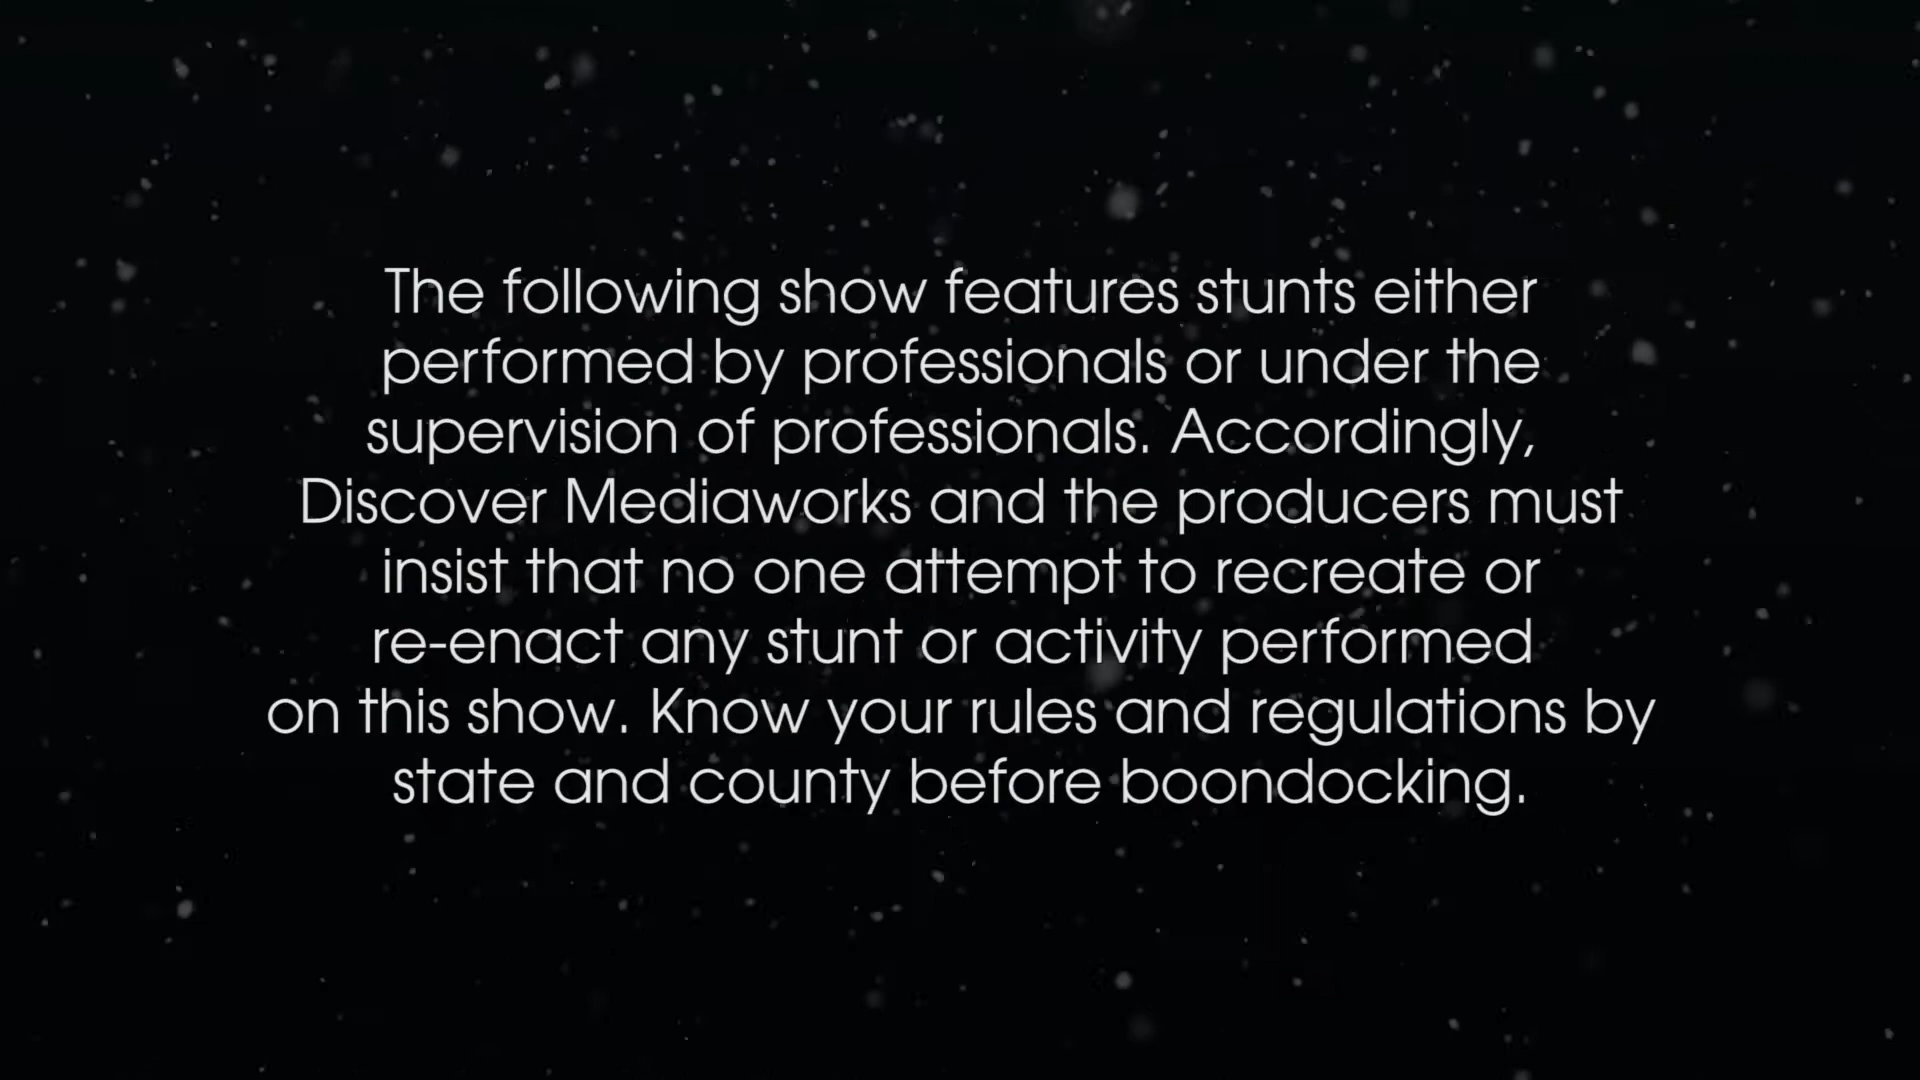 The following show features stunts either
performed by professionals or under the
supervision of professionals. Accordingly,
Discover Mediaworks and the producers must
insist that no one attempt to recreate or
re-enact any stunt or activity performed
on this show. Know your rules and regulations by
state and county before boondocking.